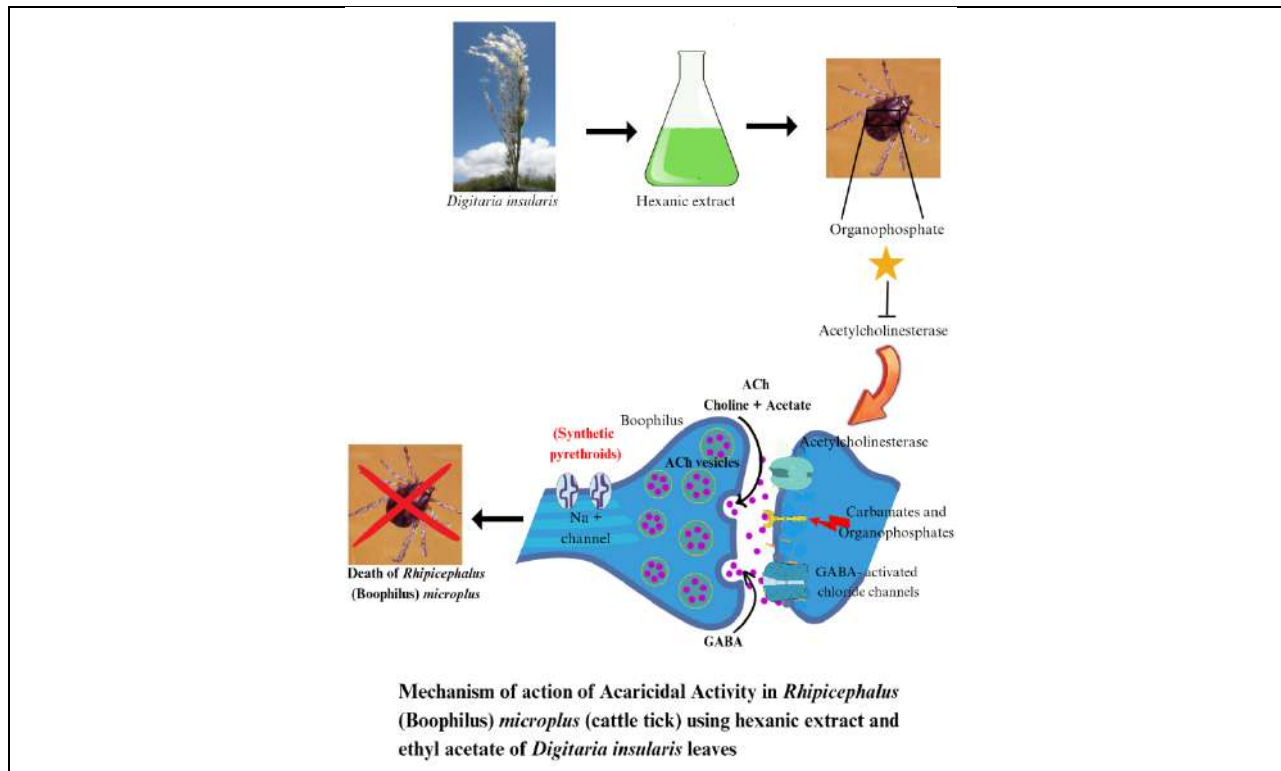 Digitaria insularis
Hexanic extract
Organophosphate
Acetylcholinesterase
ACh
Choline + Acetate
Boophilus
(Synthetic
pyrethroids)
ACh vesicles
Acetylcholinesterase
Na +
channel
Carbamates and
Organophosphates
GABA-activated
chloride channels
GABA
Death of Rhipicephalus
(Boophilus) microplus
Mechanism of action of Acaricidal Activity in Rhipicephalus
(Boophilus) microplus (cattle tick) using hexanic extract and
ethyl acetate of Digitaria insularis leaves